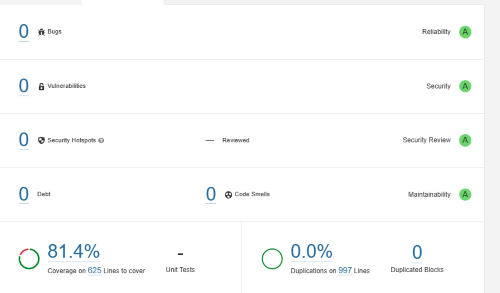 0 Bugs Reliability A
0 Vulnerabilities Security A
0 Security Hotspots ? — Reviewed Security Review A
0 Debt 0 Code Smells Maintainability A
81.4% - 0.0% 0
Coverage on 625 Lines to cover Unit Tests Duplications on 997 Lines Duplicated Blocks